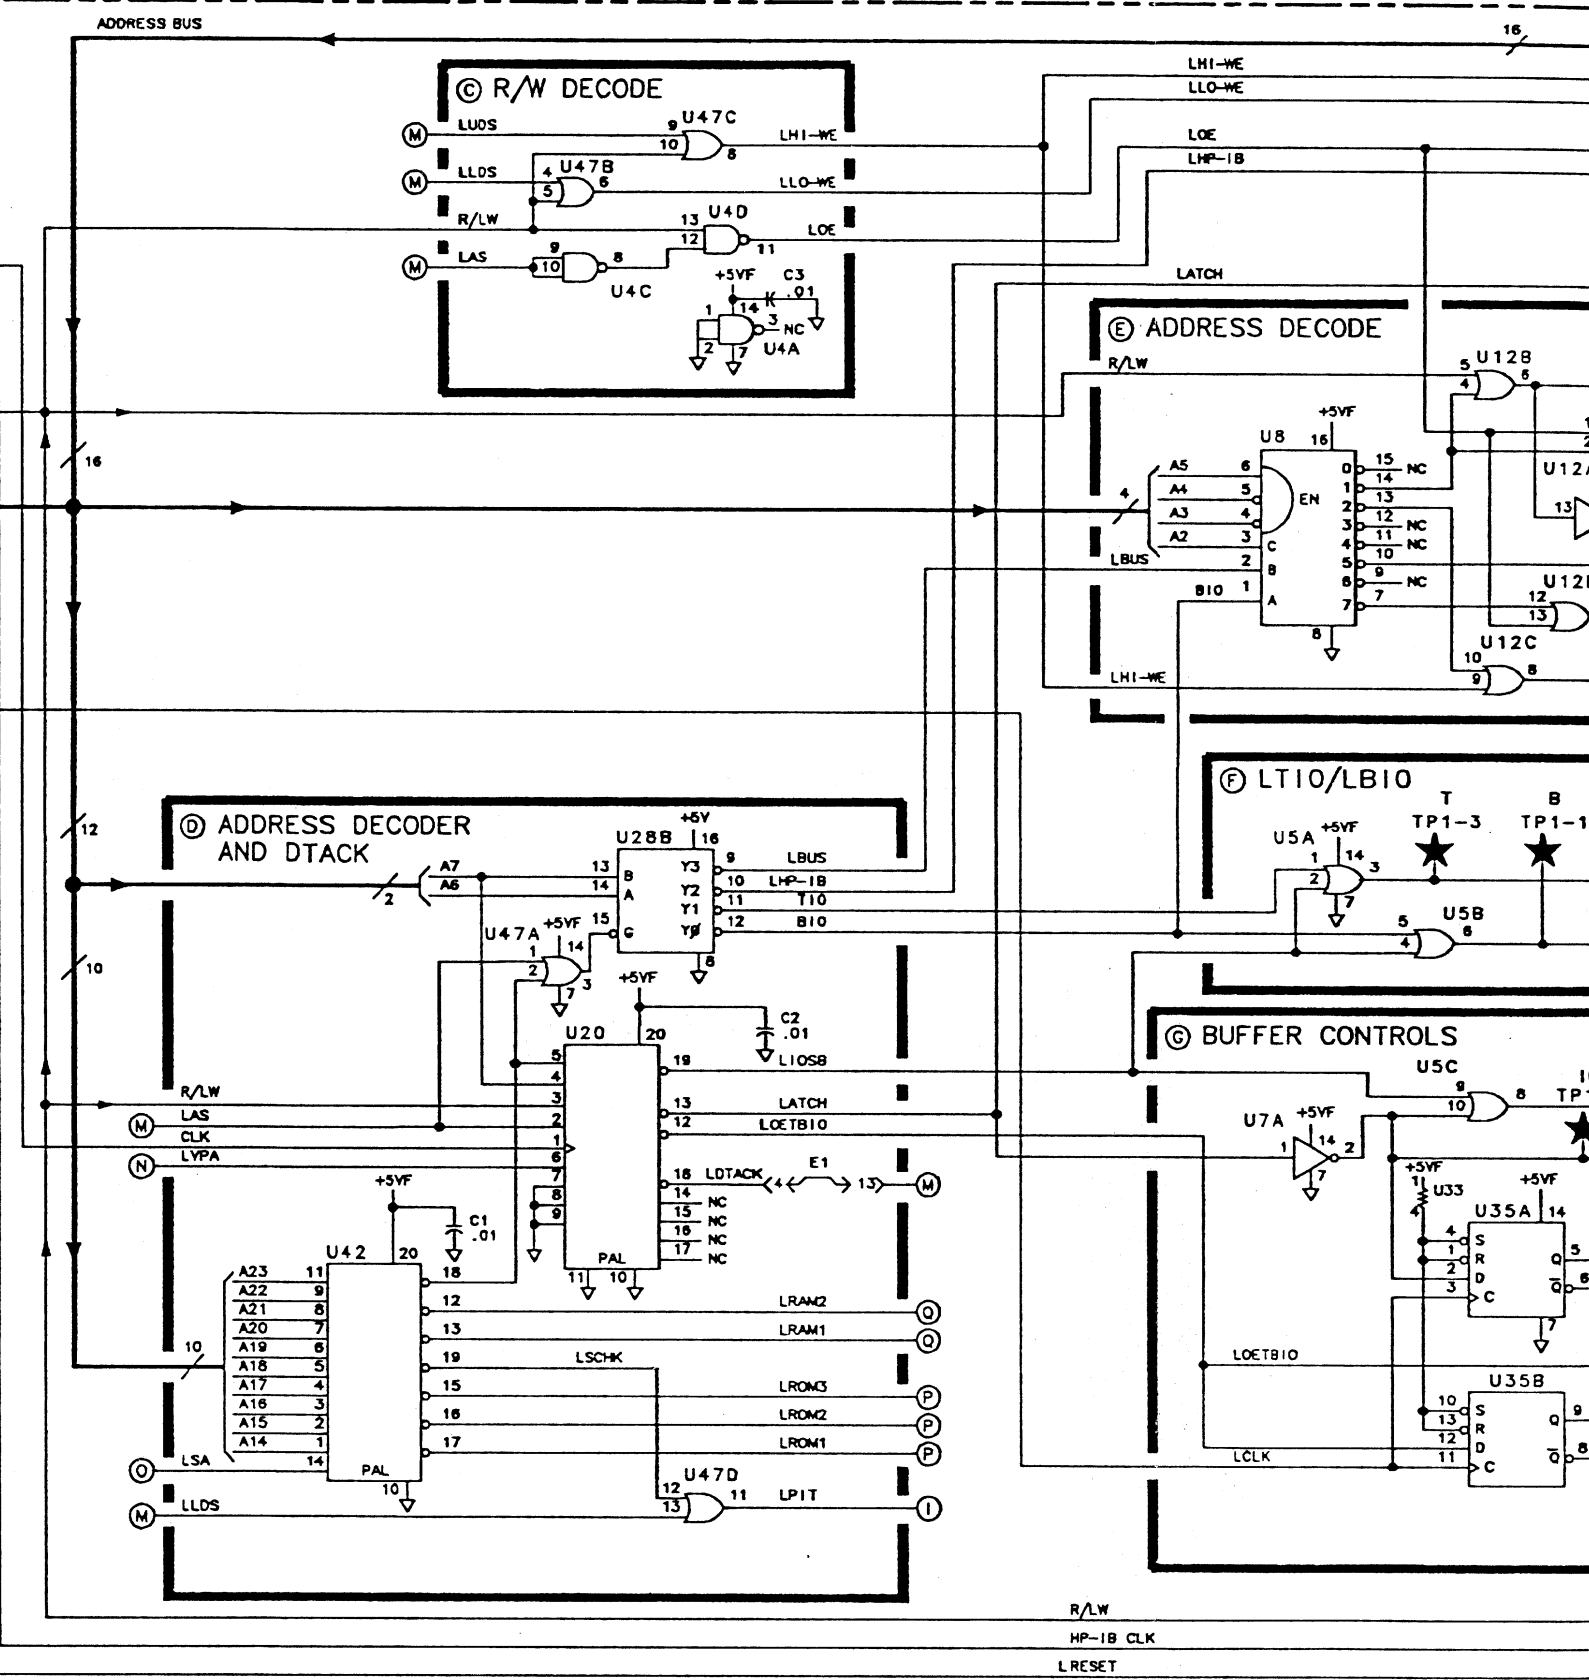 ADDRESS BUS
16
LHI-WE
LLO-WE
LOE
LHP-IB
LATCH
C R/W DECODE
M LUDS 9 10 U47C 8 LHI-WE
M LLDS 4 5 U47B 6 LLO-WE
R/LW 13 12 U4D 11 LOE
M LAS 9 10 8 U4C
+5VF C3 .01
1 2 14 3 NC
7 U4A
E ADDRESS DECODE
R/LW 5 4 U12B 6
+5VF
U8 16
A5 6 0 15 NC
A4 5 EN 1 14
A3 4 2 13
A2 3 C 3 12 NC
4 11 NC
LBUS 2 B 5 10
6 9 NC
BIO 1 A 7 7
8
U12A
13
12
13
U12C
10
9 8
LHI-WE
4
16
12
10
F LTIO/LBIO
T
TP1-3
B
TP1-1
U5A +5VF
1 2 14 3
7
U5B
5 4 6
D ADDRESS DECODER
AND DTACK
U28B +5V
16
2 A7 13 B Y3 9 LBUS
A6 14 A Y2 10 LHP-IB
Y1 11 TIO
15 G Y0 12 BIO
8
U47A +5VF
1 2 14 3
7
+5VF
U20 20
C2
.01
5 19 LIOSB
4
R/LW 3 13 LATCH
M LAS 2 12 LOETBIO
CLK 1
N LVPA 6
7 18 LDTACK 4 E1 13 M
8 14 NC
9 15 NC
16 NC
17 NC
PAL
11 10
+5VF
C1
.01
U42 20
A23 11 18
A22 9
A21 8 12 LRAM2 Q
A20 7 13 LRAM1 Q
A19 6
10 A18 5 19 LSCHK
A17 4 15 LROM3 P
A16 3
A15 2 16 LROM2 P
A14 1 17 LROM1 P
O LSA 14 PAL
10
U47D
12
M LLDS 13 11 LPIT I
G BUFFER CONTROLS
U5C
9
10 8
U7A +5VF
1 14 2
7
+5VF
1 U33
4
U35A
+5VF
14
4 S Q 5
1 R
2 D Q 6
3 C
7
LOETBIO
U35B
10 S Q 9
13 R
12 D
LCLK 11 C Q 8
R/LW
HP-IB CLK
LRESET